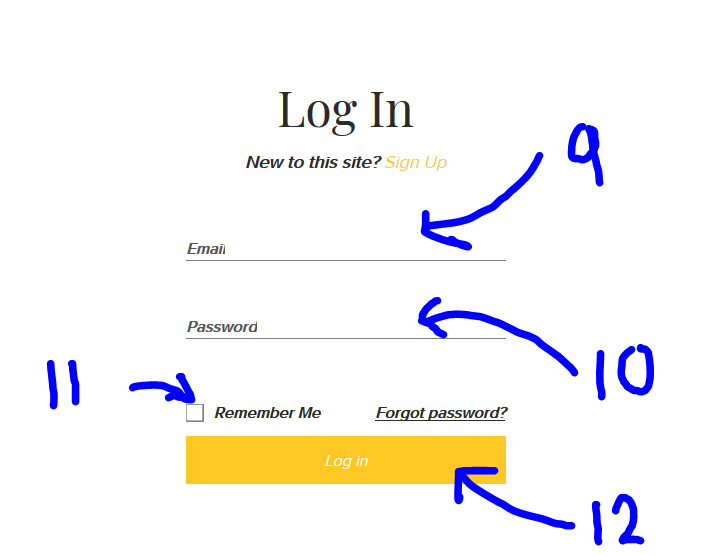 Log In
New to this site? Sign Up
9
Email
Password
10
11
Remember Me Forgot password?
Log in
12